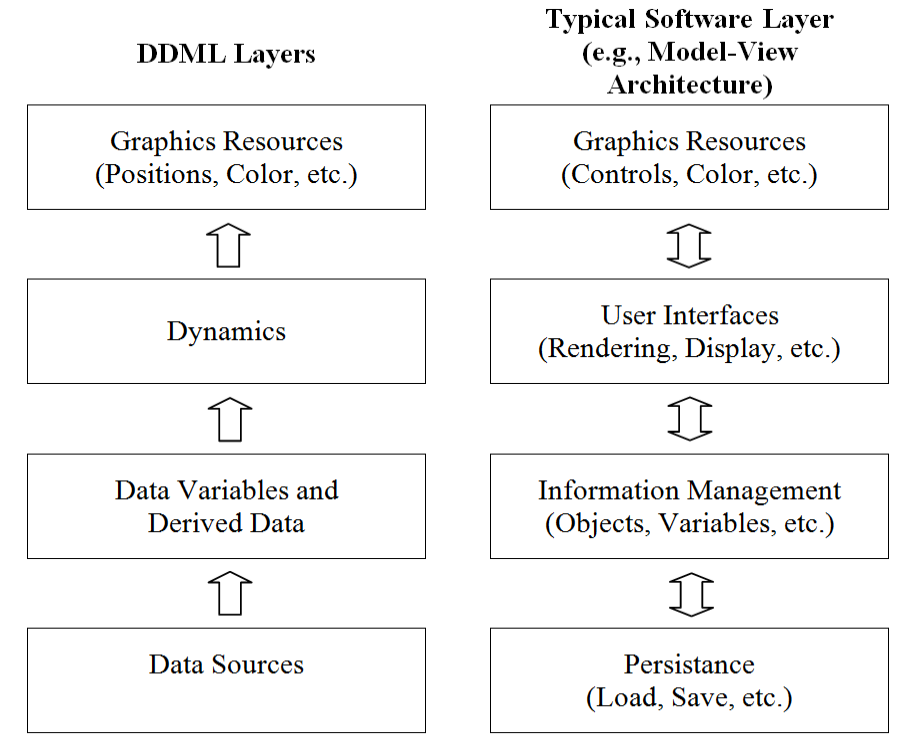 DDML Layers
Graphics Resources
(Positions, Color, etc.)
Dynamics
Data Variables and
Derived Data
Data Sources
Typical Software Layer
(e.g., Model-View
Architecture)
Graphics Resources
(Controls, Color, etc.)
User Interfaces
(Rendering, Display, etc.)
Information Management
(Objects, Variables, etc.)
Persistance
(Load, Save, etc.)